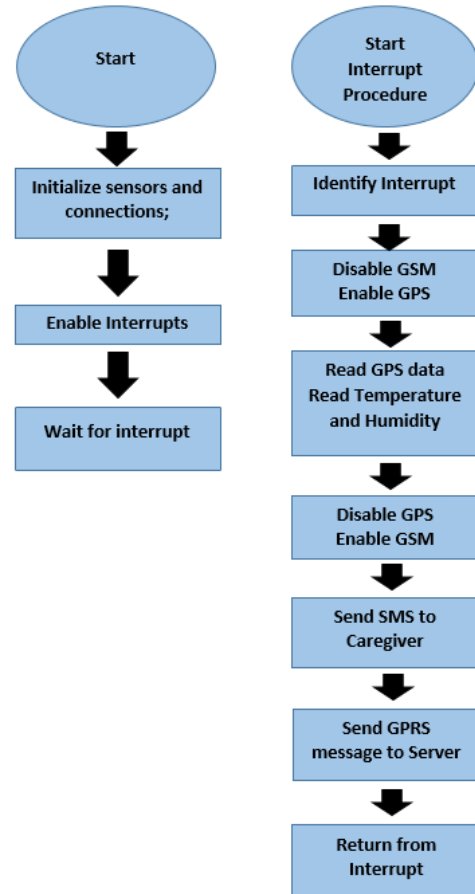 Start
Initialize sensors and
connections;
Enable Interrupts
Wait for interrupt
Start
Interrupt
Procedure
Identify Interrupt
Disable GSM
Enable GPS
Read GPS data
Read Temperature
and Humidity
Disable GPS
Enable GSM
Send SMS to
Caregiver
Send GPRS
message to Server
Return from
Interrupt